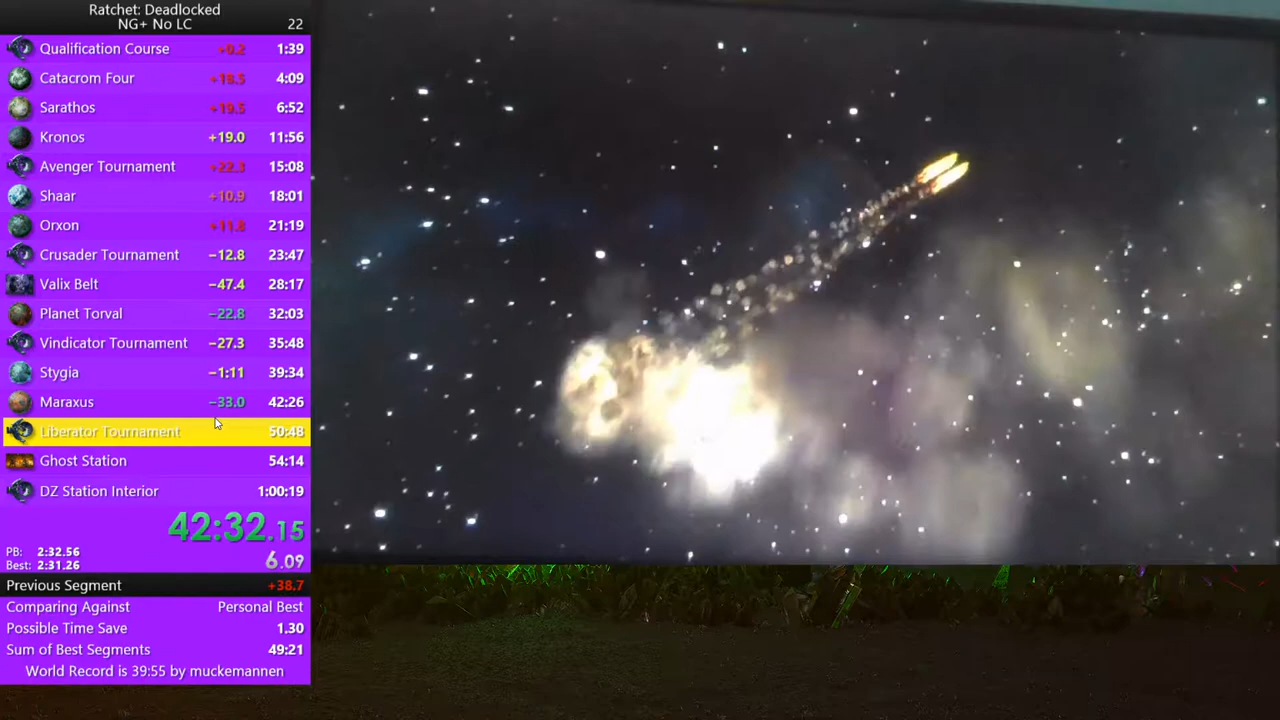 Ratchet: Deadlocked
NG+ No LC 22
Qualification Course +0.2 1:39
Catacrom Four +18.5 4:09
Sarathos +19.5 6:52
Kronos +19.0 11:56
Avenger Tournament +22.3 15:08
Shaar +10.9 18:01
Orxon +11.8 21:19
Crusader Tournament −12.8 23:47
Valix Belt −47.4 28:17
Planet Torval −22.8 32:03
Vindicator Tournament −27.3 35:48
Stygia −1:11 39:34
Maraxus −33.0 42:26
Liberator Tournament 50:48
Ghost Station 54:14
DZ Station Interior 1:00:19
42:32.15
PB: 2:32.56
Best: 2:31.26 6.09
Previous Segment +38.7
Comparing Against Personal Best
Possible Time Save 1.30
Sum of Best Segments 49:21
World Record is 39:55 by muckemannen